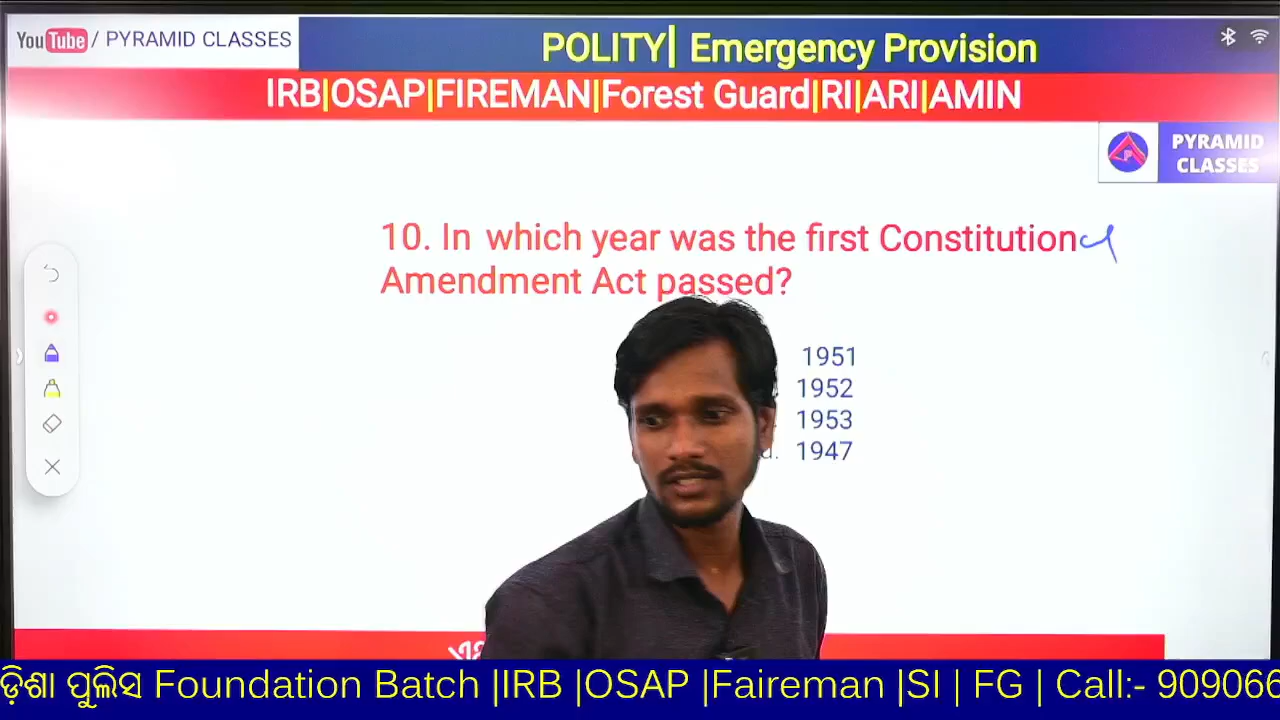 YouTube / PYRAMID CLASSES
POLITY| Emergency Provision
IRB|OSAP|FIREMAN|Forest Guard|RI|ARI|AMIN
PYRAMID
CLASSES
10. In which year was the first Constitution
Amendment Act passed?
1951
1952
1953
d. 1947
ଡ଼ିଶା ପୁଲିସ Foundation Batch |IRB |OSAP |Faireman |SI | FG | Call:- 909066